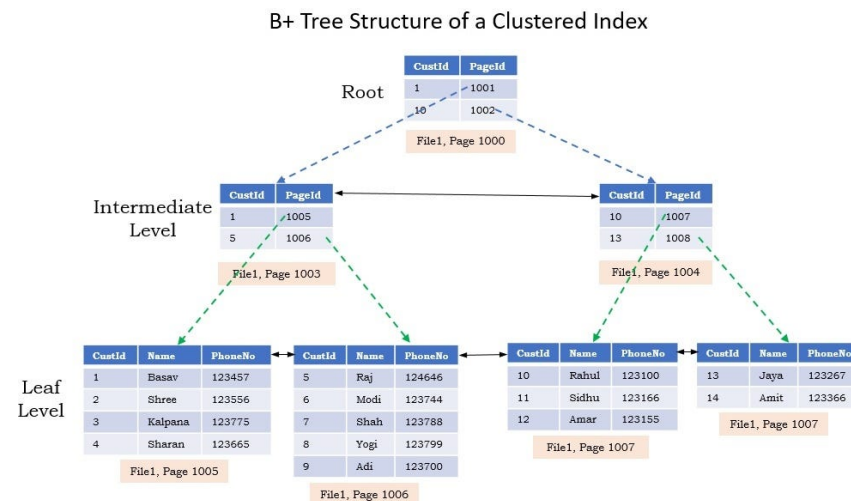 B+ Tree Structure of a Clustered Index
Root
CustId PageId
1 1001
10 1002
File1, Page 1000
Intermediate
Level
CustId PageId
1 1005
5 1006
File1, Page 1003
CustId PageId
10 1007
13 1008
File1, Page 1004
Leaf
Level
CustId Name PhoneNo
1 Basav 123457
2 Shree 123556
3 Kalpana 123775
4 Sharan 123665
File1, Page 1005
CustId Name PhoneNo
5 Raj 124646
6 Modi 123744
7 Shah 123788
8 Yogi 123799
9 Adi 123700
File1, Page 1006
CustId Name PhoneNo
10 Rahul 123100
11 Sidhu 123166
12 Amar 123155
File1, Page 1007
CustId Name PhoneNo
13 Jaya 123267
14 Amit 123366
File1, Page 1007